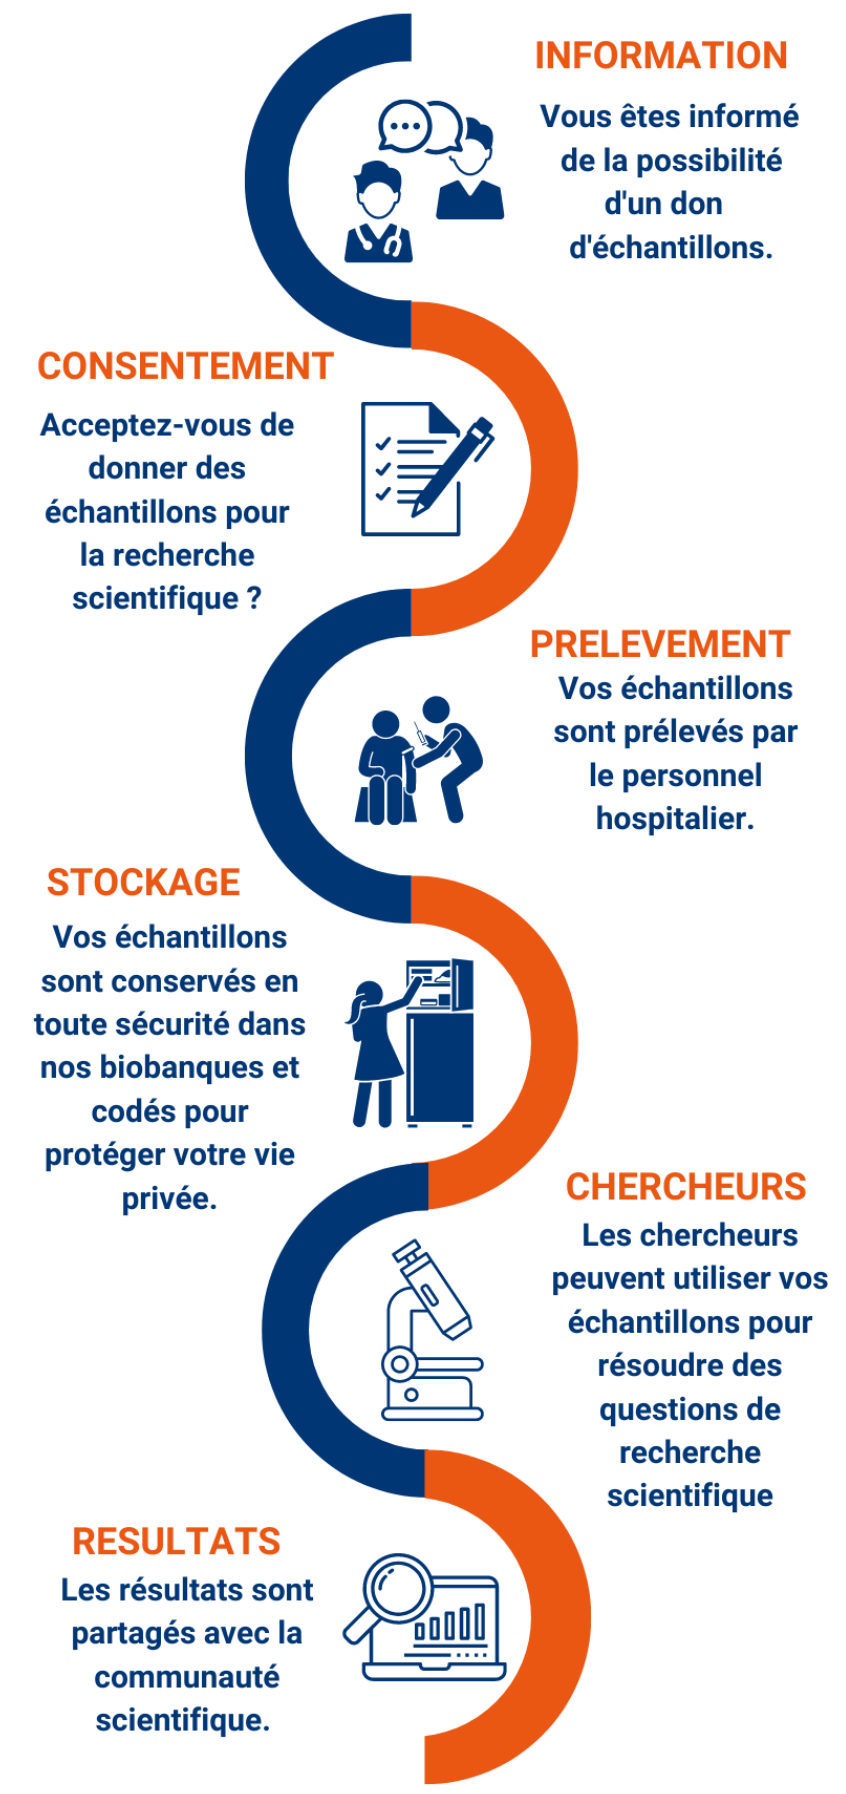 INFORMATION
Vous êtes informé
de la possibilité
d'un don
d'échantillons.
CONSENTEMENT
Acceptez-vous de
donner des
échantillons pour
la recherche
scientifique ?
PRELEVEMENT
Vos échantillons
sont prélevés par
le personnel
hospitalier.
STOCKAGE
Vos échantillons
sont conservés en
toute sécurité dans
nos biobanques et
codés pour
protéger votre vie
privée.
CHERCHEURS
Les chercheurs
peuvent utiliser vos
échantillons pour
résoudre des
questions de
recherche
scientifique
RESULTATS
Les résultats sont
partagés avec la
communauté
scientifique.